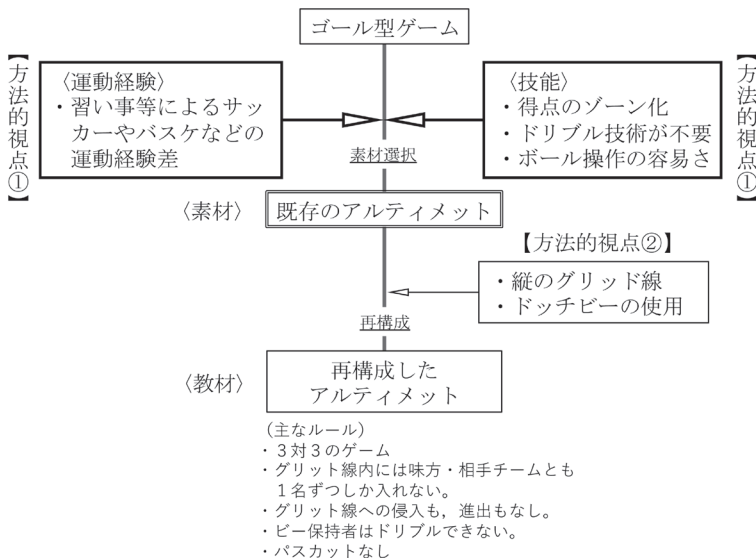 ゴール型ゲーム
【方法的視点①】
〈運動経験〉
・習い事等によるサッ
カーやバスケなどの
運動経験差
〈技能〉
・得点のゾーン化
・ドリブル技術が不要
・ボール操作の容易さ
【方法的視点①】
素材選択
〈素材〉
既存のアルティメット
【方法的視点②】
・縦のグリッド線
・ドッチビーの使用
再構成
〈教材〉
再構成した
アルティメット
(主なルール)
・3対3のゲーム
・グリット線内には味方・相手チームとも
1名ずつしか入れない。
・グリット線への侵入も,進出もなし。
・ビー保持者はドリブルできない。
・パスカットなし